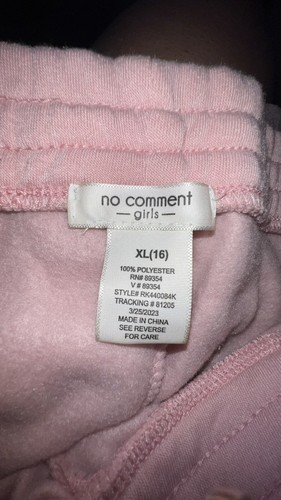 no comment
girls
XL(16)
100% POLYESTER
RN# 89354
V # 89354
STYLE# RK440084K
TRACKING # 81205
3/25/2023
MADE IN CHINA
SEE REVERSE
FOR CARE